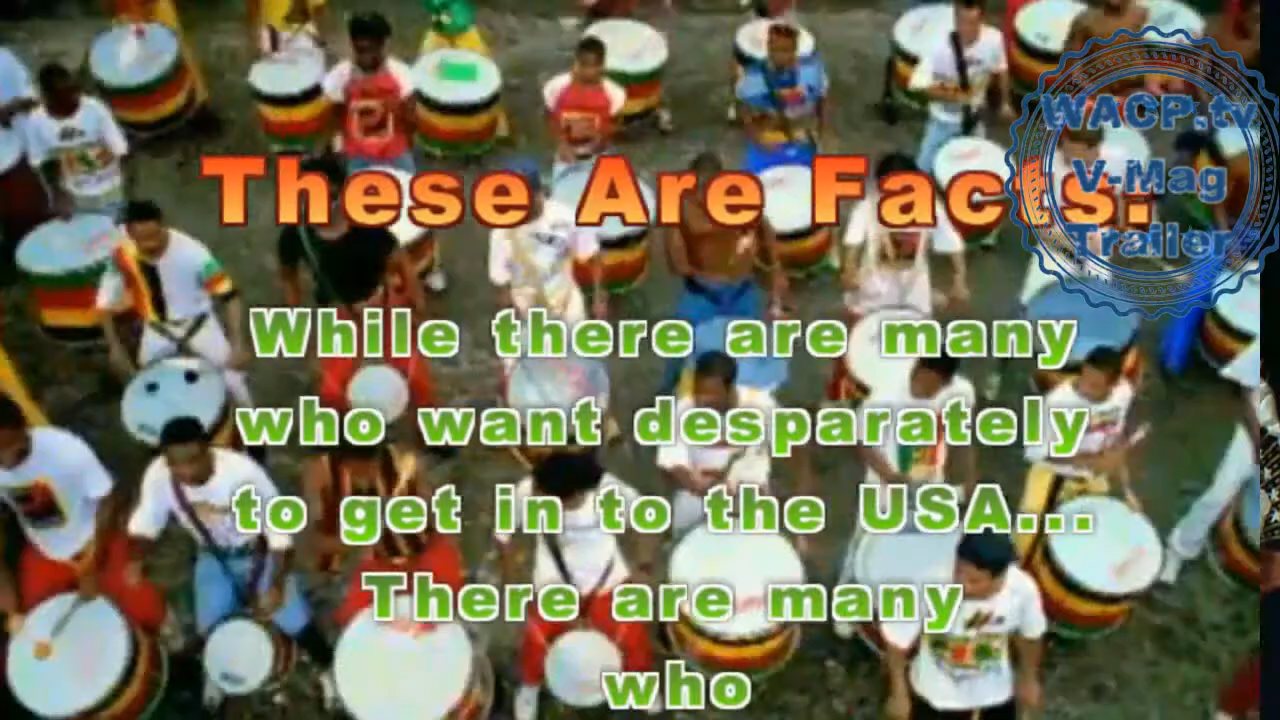 WACP.tv
V-Mag
Trailer
These Are Facts:
While there are many
who want desparately
to get in to the USA...
There are many
who